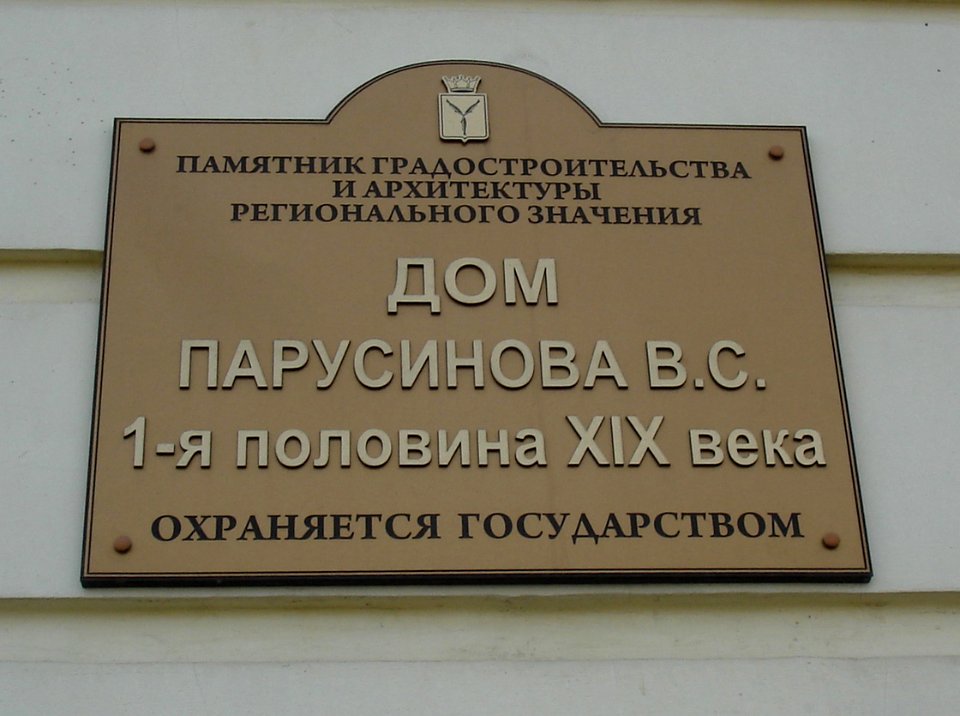 ПАМЯТНИК ГРАДОСТРОИТЕЛЬСТВА
И АРХИТЕКТУРЫ
РЕГИОНАЛЬНОГО ЗНАЧЕНИЯ
ДОМ
ПАРУСИНОВА В.С.
1-я половина XIX века
ОХРАНЯЕТСЯ ГОСУДАРСТВОМ